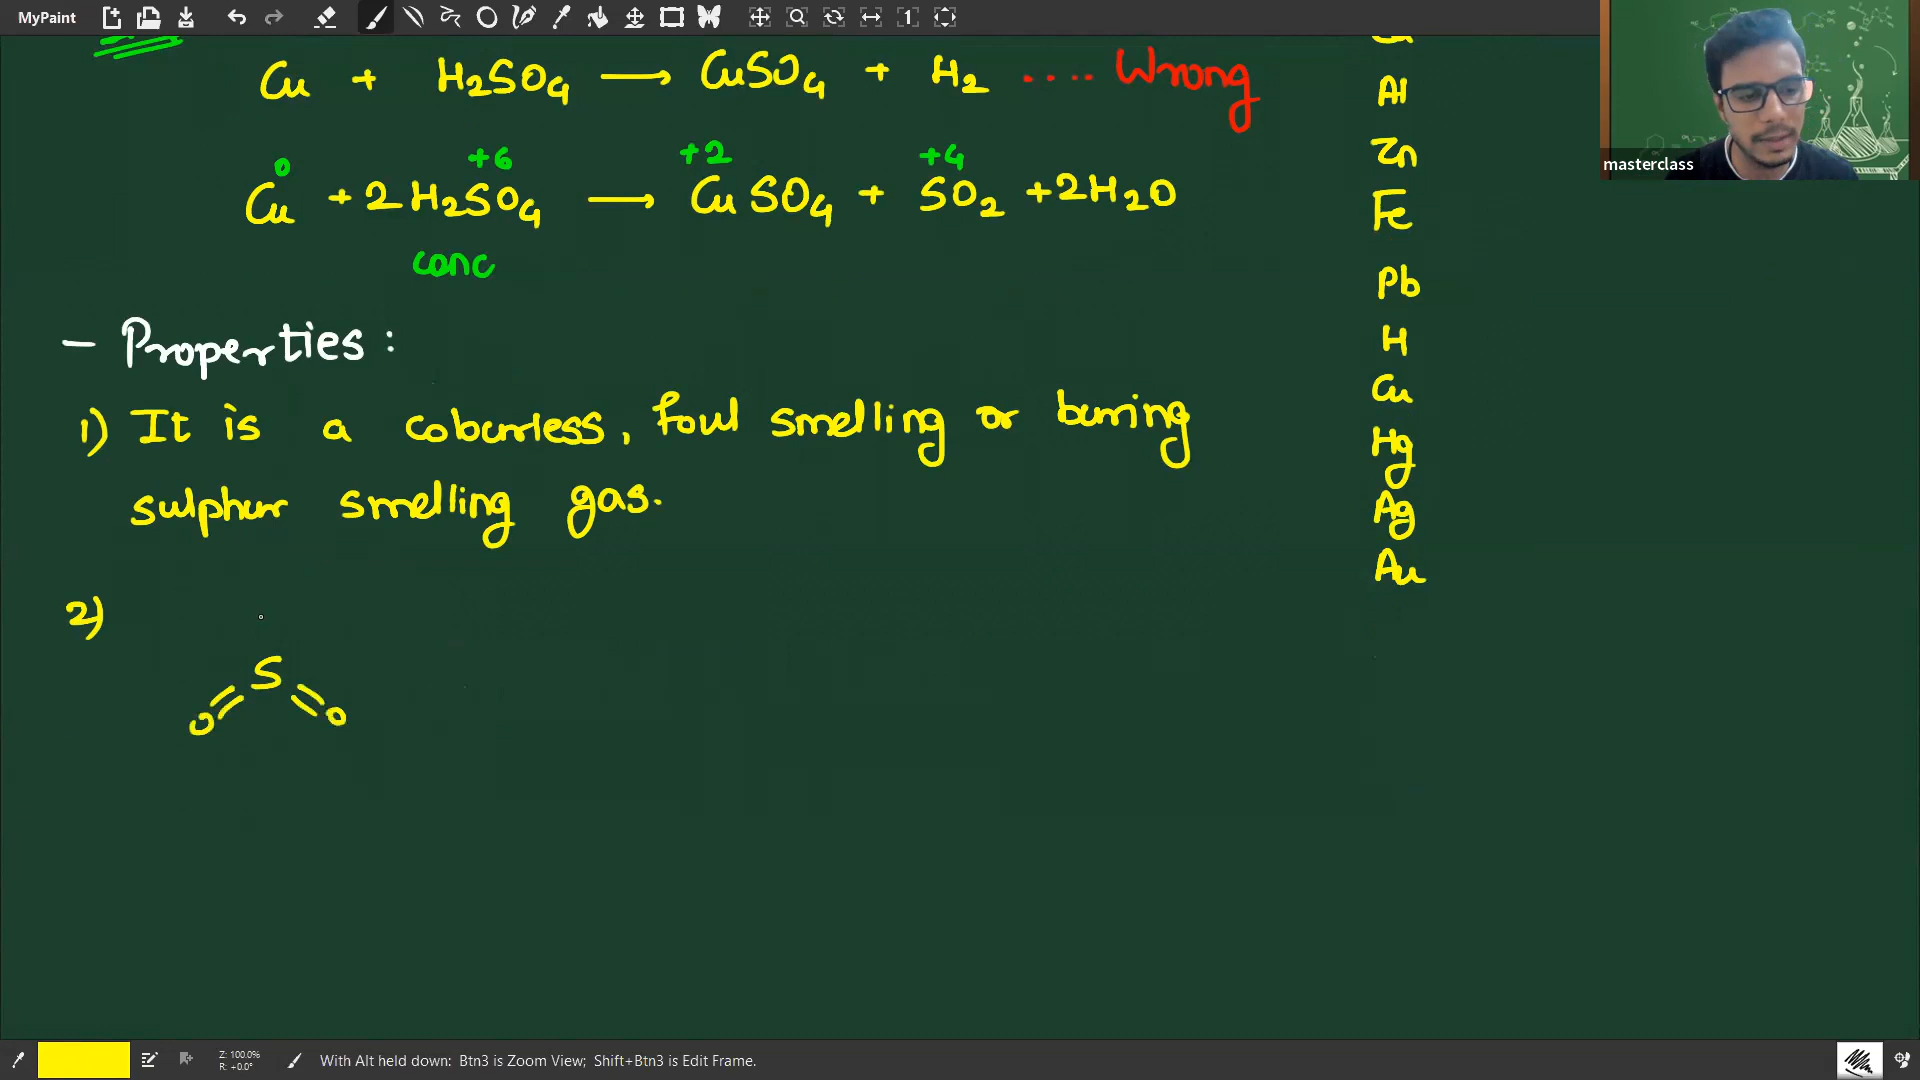 MyPaint
masterclass
Cu + H₂SO₄ ⟶ CuSO₄ + H₂ .... Wrong
0 +6 +2 +4
Cu + 2H₂SO₄ ⟶ CuSO₄ + SO₂ + 2H₂O
conc
- Properties :
1) It is a colourless, foul smelling or burning
sulphur smelling gas.
2)
S
O O
Al
Zn
Fe
Pb
H
Cu
Hg
Ag
Au
Z: 100.0%
R: +0.0°
With Alt held down: Btn3 is Zoom View; Shift+Btn3 is Edit Frame.